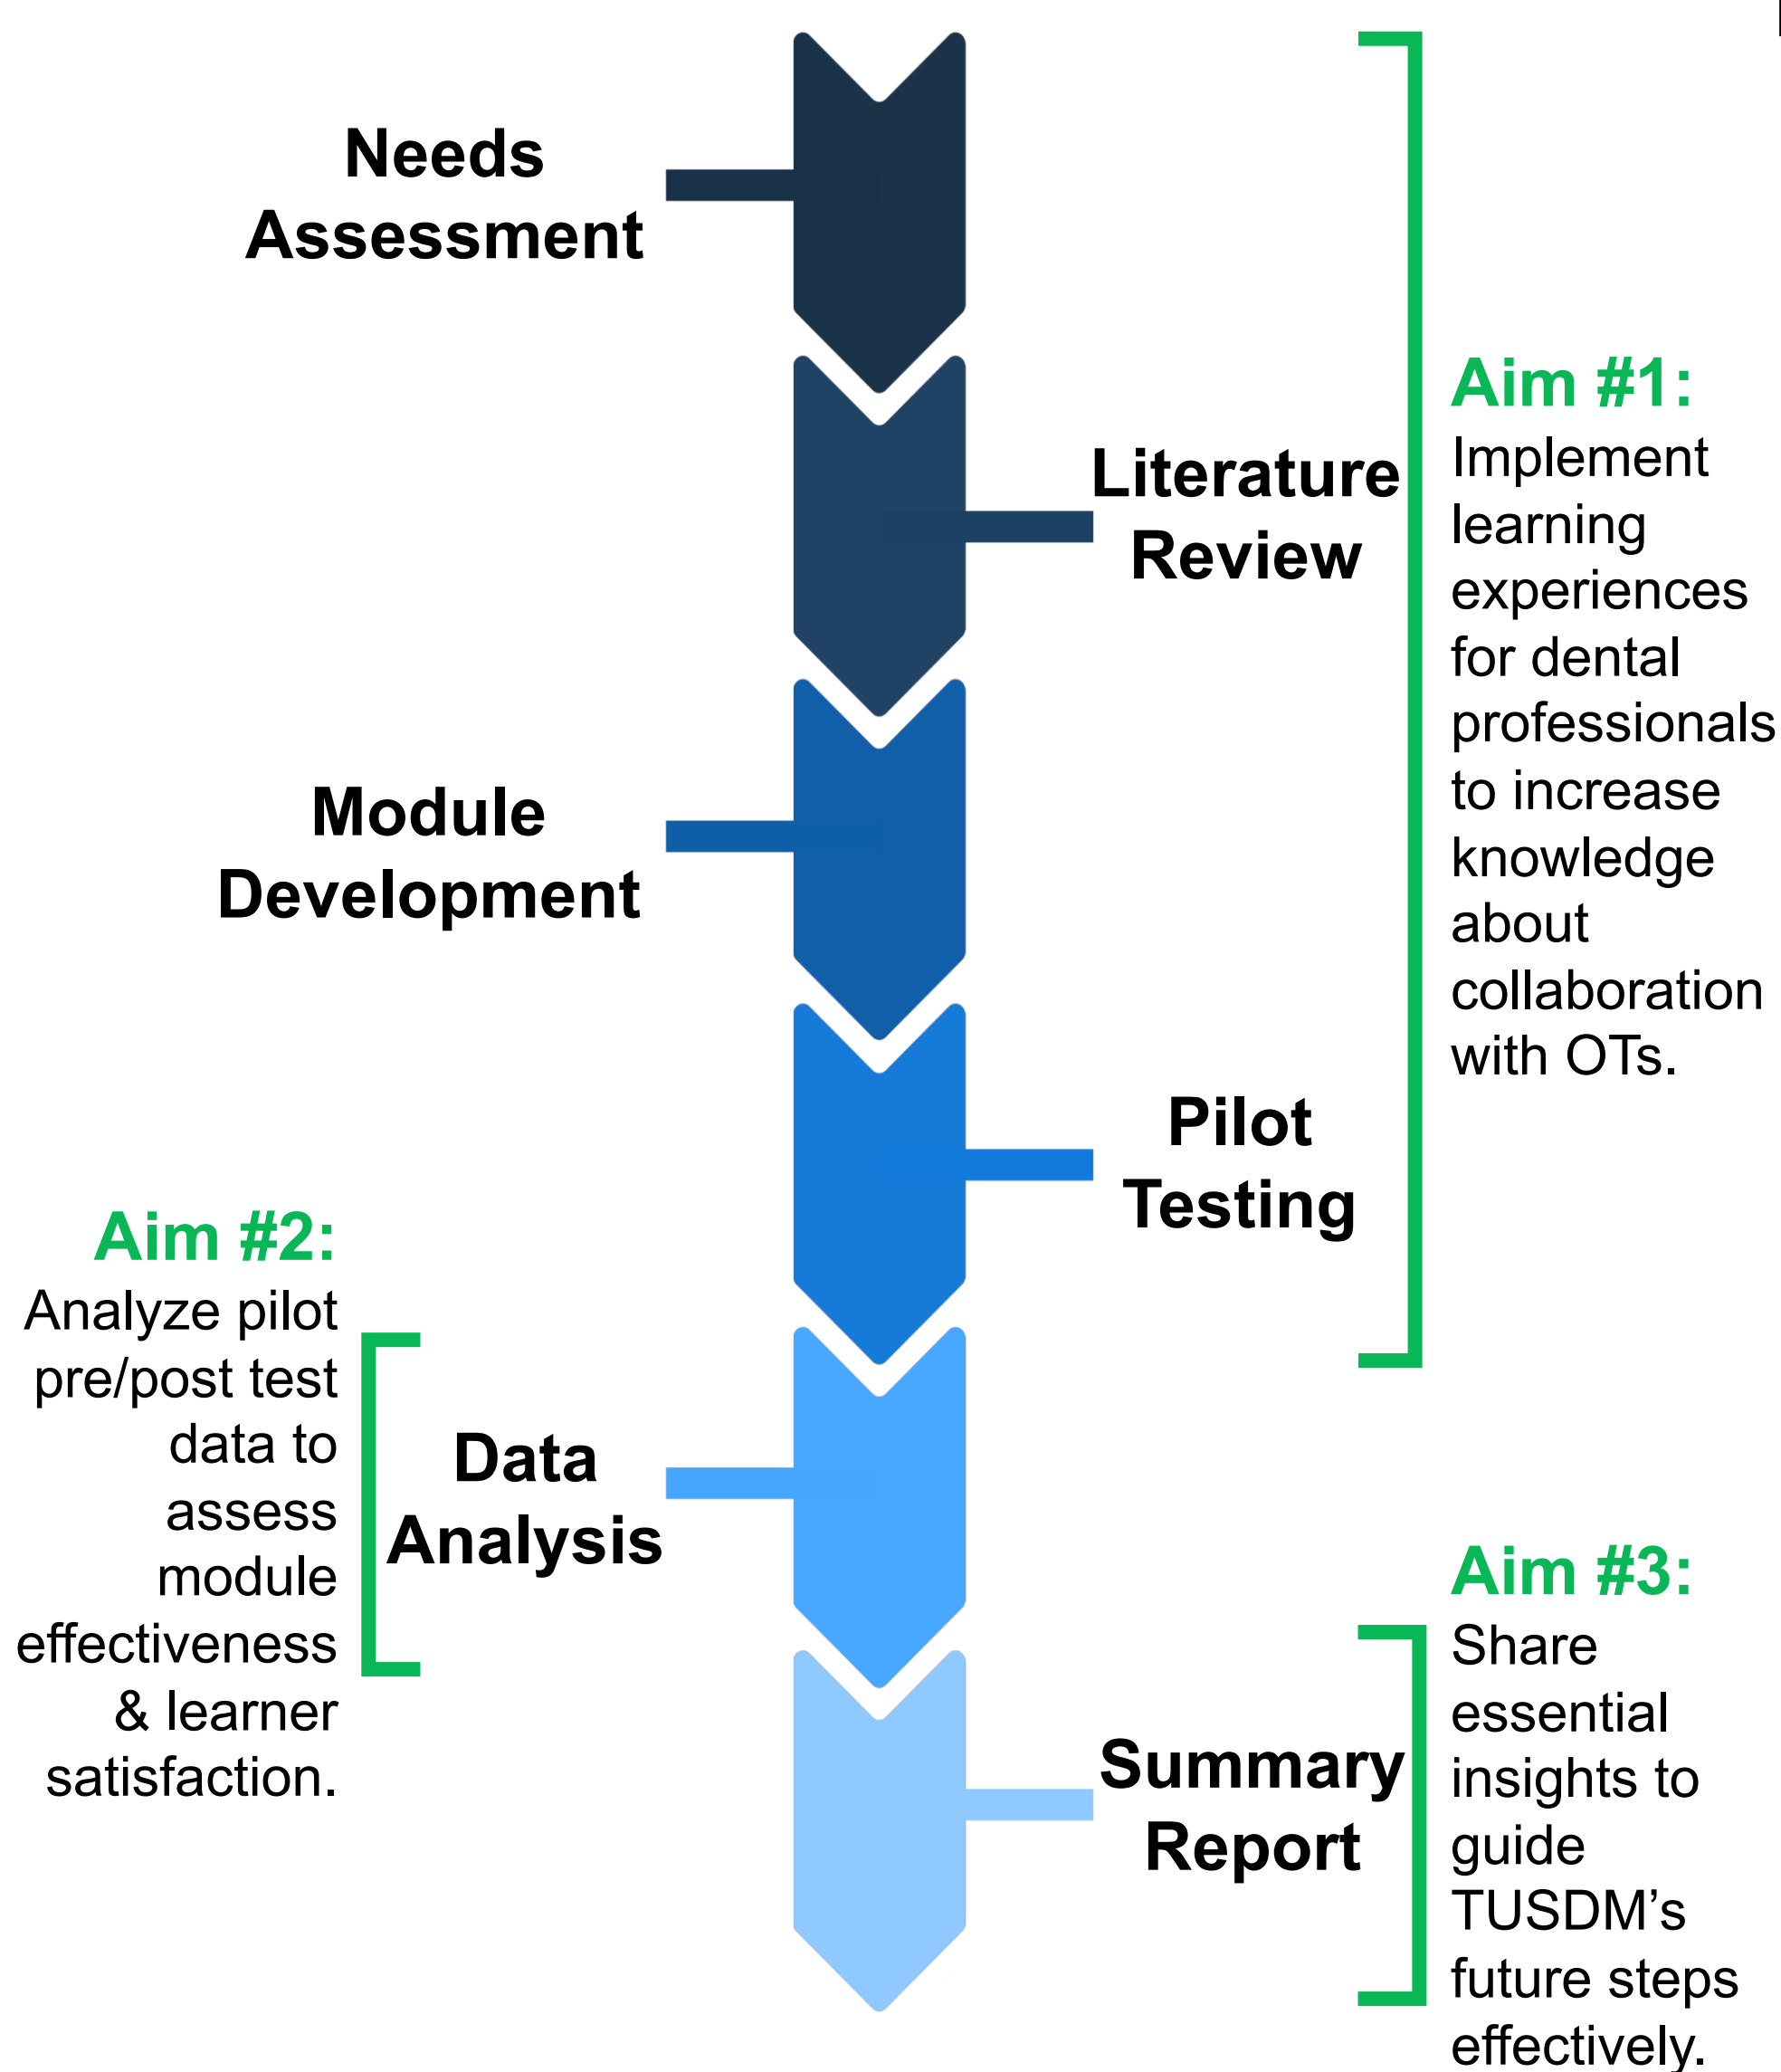 Needs
Assessment
Literature
Review
Aim #1:
Implement
learning
experiences
for dental
professionals
to increase
knowledge
about
collaboration
with OTs.
Module
Development
Pilot
Testing
Aim #2:
Analyze pilot
pre/post test
data to
assess
module
effectiveness
& learner
satisfaction.
Data
Analysis
Summary
Report
Aim #3:
Share
essential
insights to
guide
TUSDM’s
future steps
effectively.